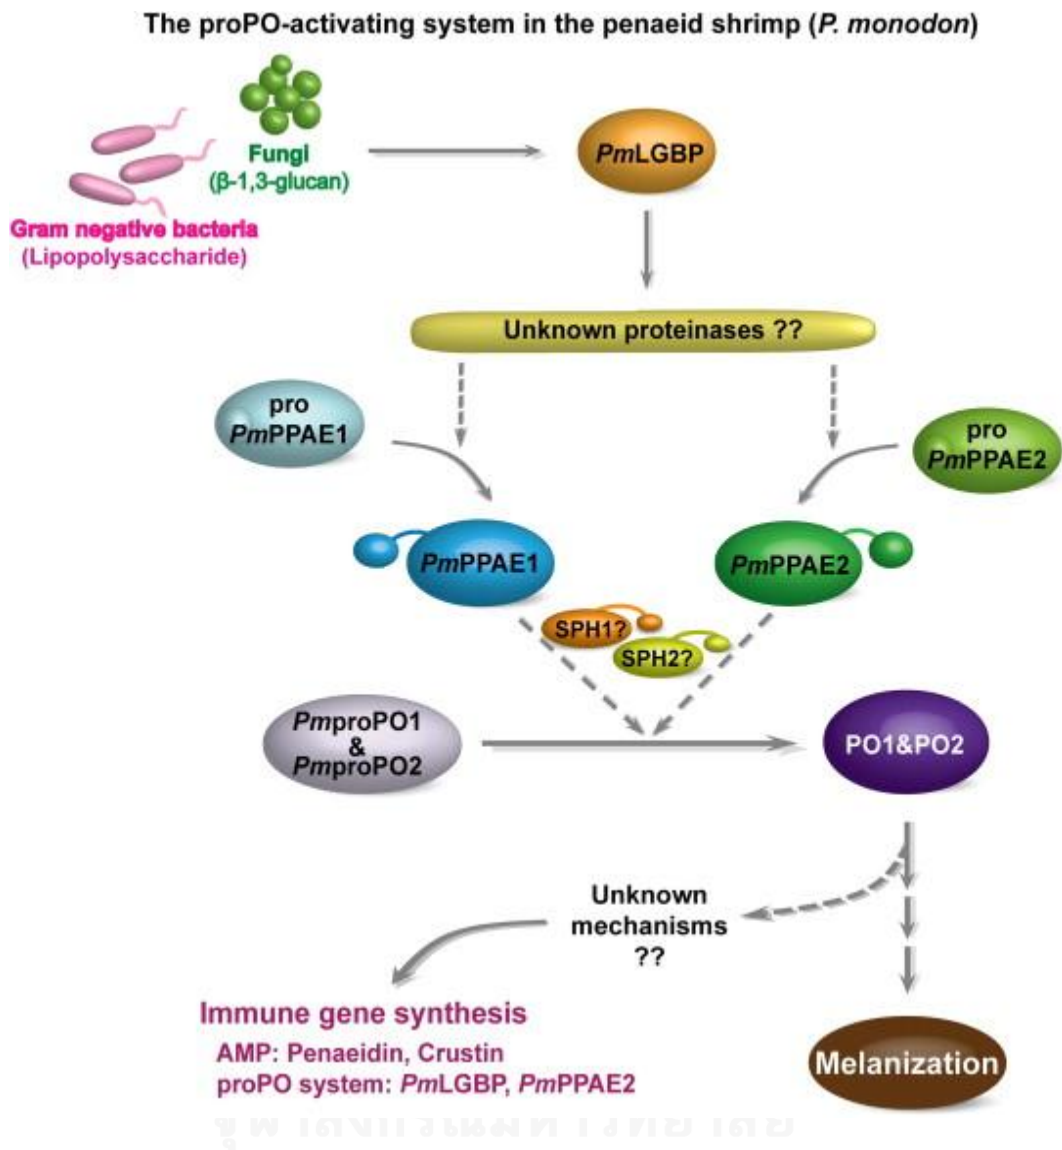 The proPO-activating system in the penaeid shrimp (P. monodon)
Fungi
(β-1,3-glucan)
Gram negative bacteria
(Lipopolysaccharide)
PmLGBP
Unknown proteinases ??
pro
PmPPAE1
pro
PmPPAE2
PmPPAE1
PmPPAE2
SPH1?
SPH2?
PmproPO1
&
PmproPO2
PO1&PO2
Unknown
mechanisms
??
Immune gene synthesis
AMP: Penaeidin, Crustin
proPO system: PmLGBP, PmPPAE2
Melanization